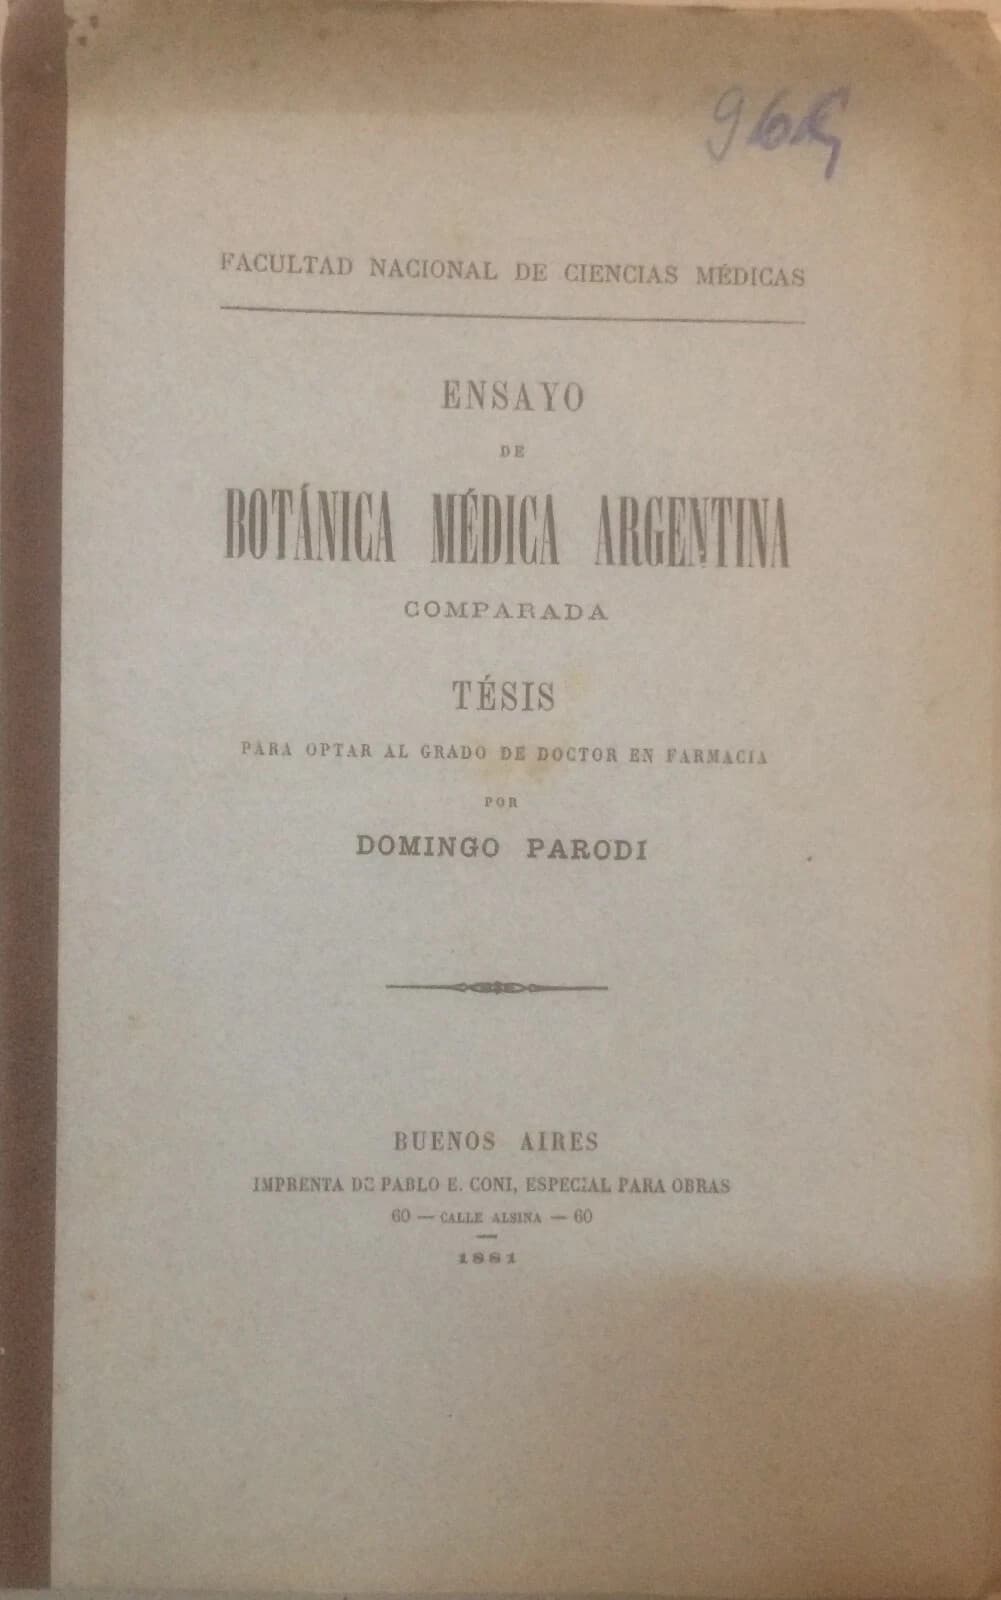 FACULTAD NACIONAL DE CIENCIAS MÉDICAS
ENSAYO
DE
BOTÁNICA MÉDICA ARGENTINA
COMPARADA
TÉSIS
PARA OPTAR AL GRADO DE DOCTOR EN FARMACIA
POR
DOMINGO PARODI
BUENOS AIRES
IMPRENTA DE PABLO E. CONI, ESPECIAL PARA OBRAS
60 — CALLE ALSINA — 60
1881